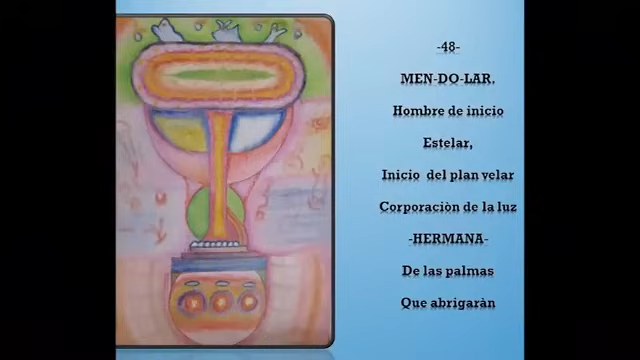 -48-
MEN-DO-LAR.
Hombre de inicio
Estelar,
Inicio del plan velar
Corporaciòn de la luz
-HERMANA-
De las palmas
Que abrigaràn